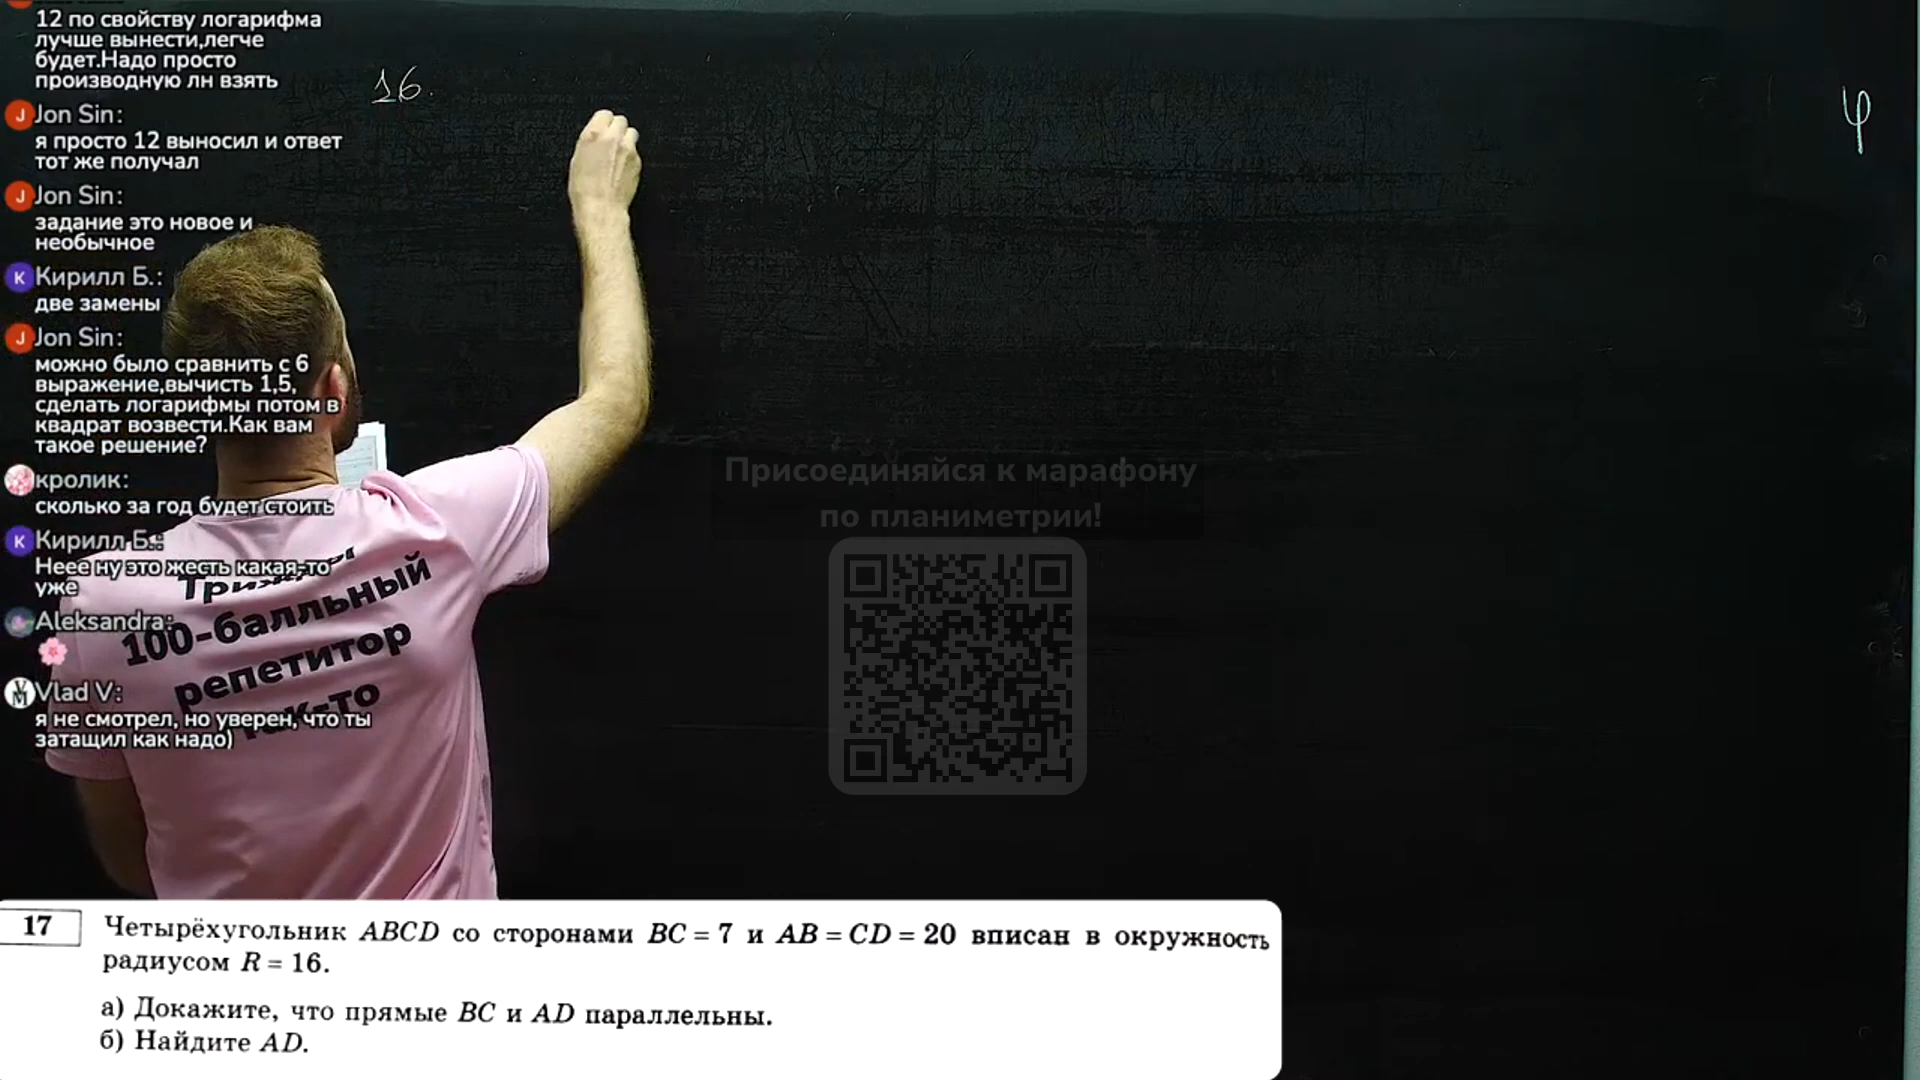 12 по свойству логарифма
лучше вынести,легче
будет.Надо просто
производную лн взять
Jon Sin:
я просто 12 выносил и ответ
тот же получал
Jon Sin:
задание это новое и
необычное
Кирилл Б.:
две замены
Jon Sin:
можно было сравнить с 6
выражение,вычисть 1,5,
сделать логарифмы потом в
квадрат возвести.Как вам
такое решение?
кролик:
сколько за год будет стоить
Кирилл Б.:
Неее ну это жесть какая-то
уже
Aleksandra:
Vlad V:
я не смотрел, но уверен, что ты
затащил как надо)
16.
φ
100-балльный
репетитор
Присоединяйся к марафону
по планиметрии!
17
Четырёхугольник ABCD со сторонами BC = 7 и AB = CD = 20 вписан в окружность
радиусом R = 16.
а) Докажите, что прямые BC и AD параллельны.
б) Найдите AD.